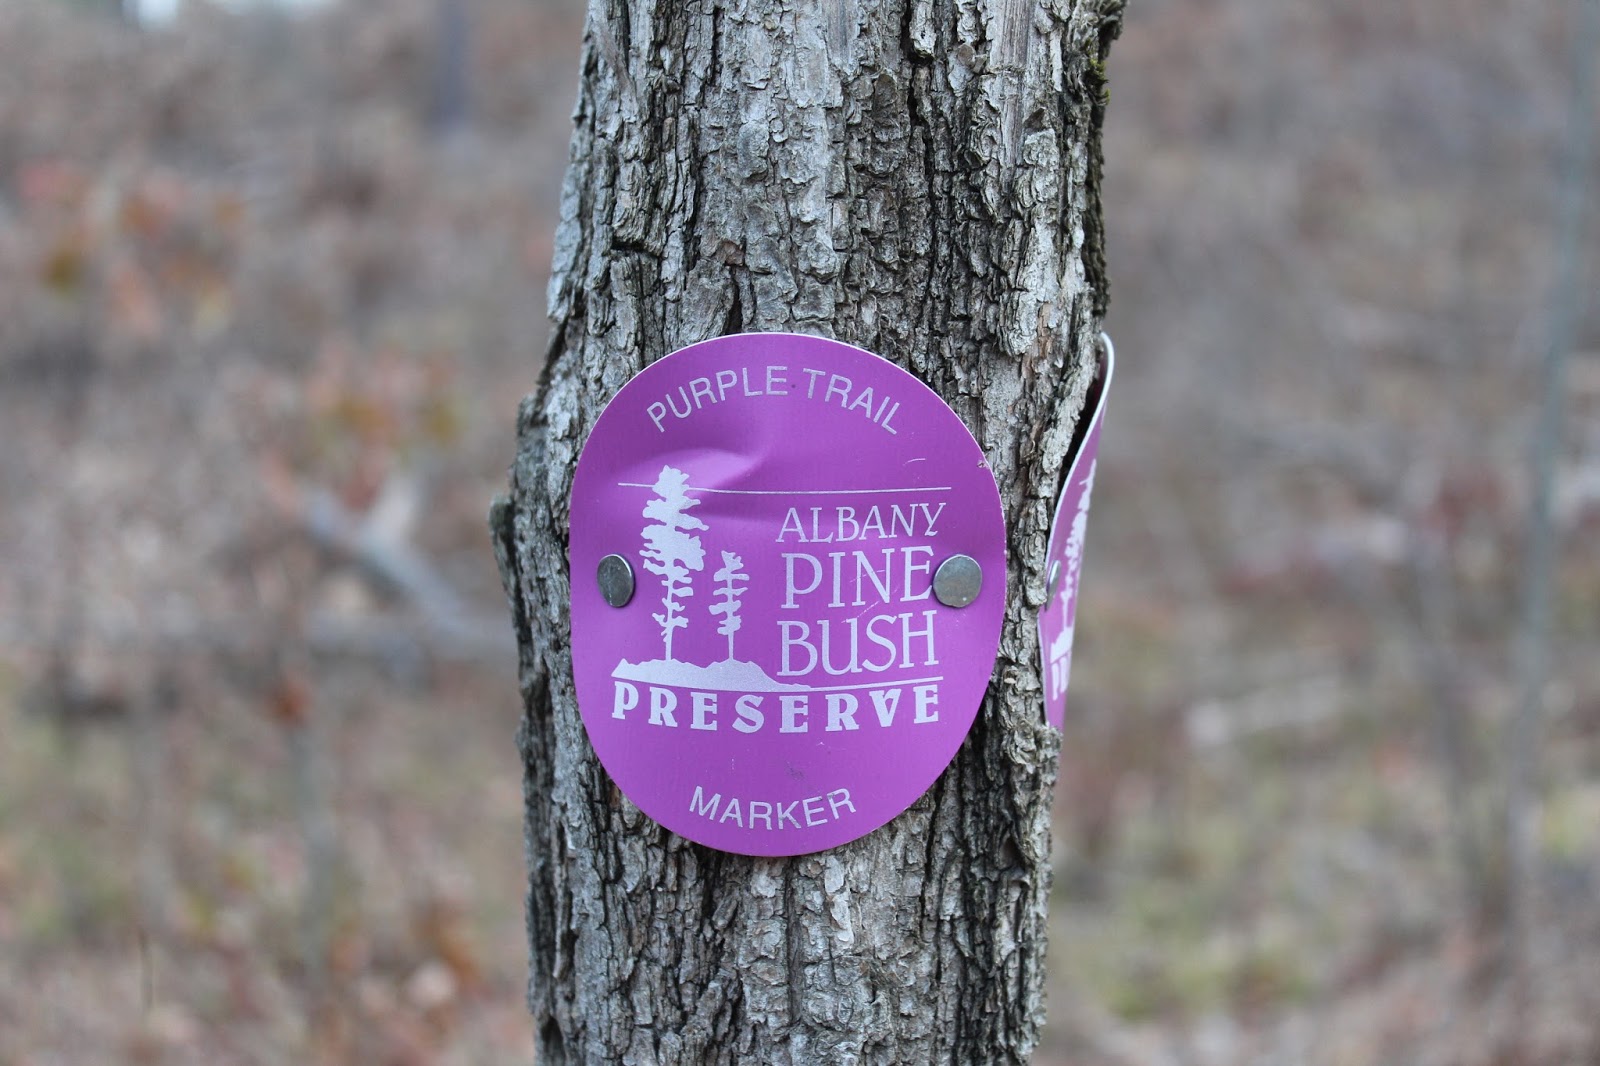 PURPLE TRAIL
ALBANY
PINE
BUSH
PRESERVE
MARKER